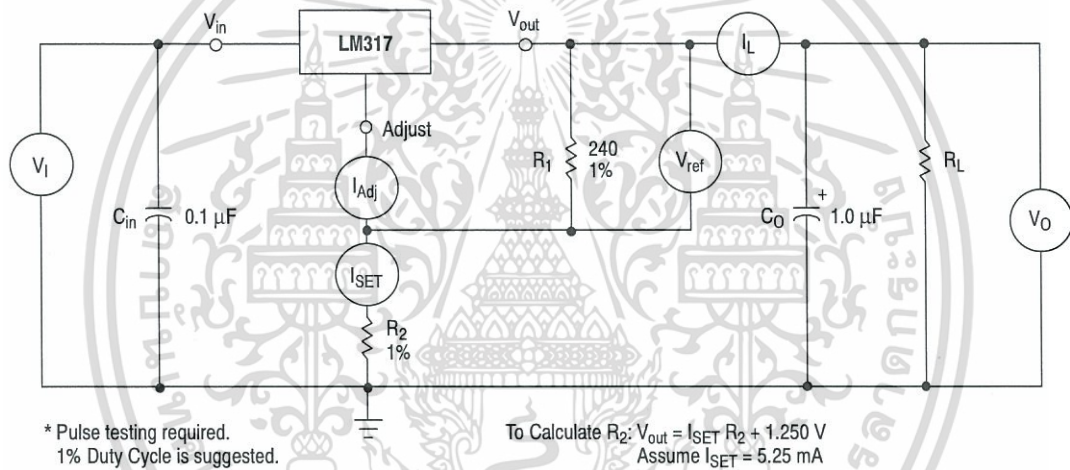 V_in
LM317
V_out
I_L
Adjust
V_I
C_in
0.1 μF
I_Adj
R_1
240
1%
V_ref
C_O
+
1.0 μF
R_L
V_O
I_SET
R_2
1%
* Pulse testing required.
1% Duty Cycle is suggested.
To Calculate R_2: V_out = I_SET R_2 + 1.250 V
Assume I_SET = 5.25 mA